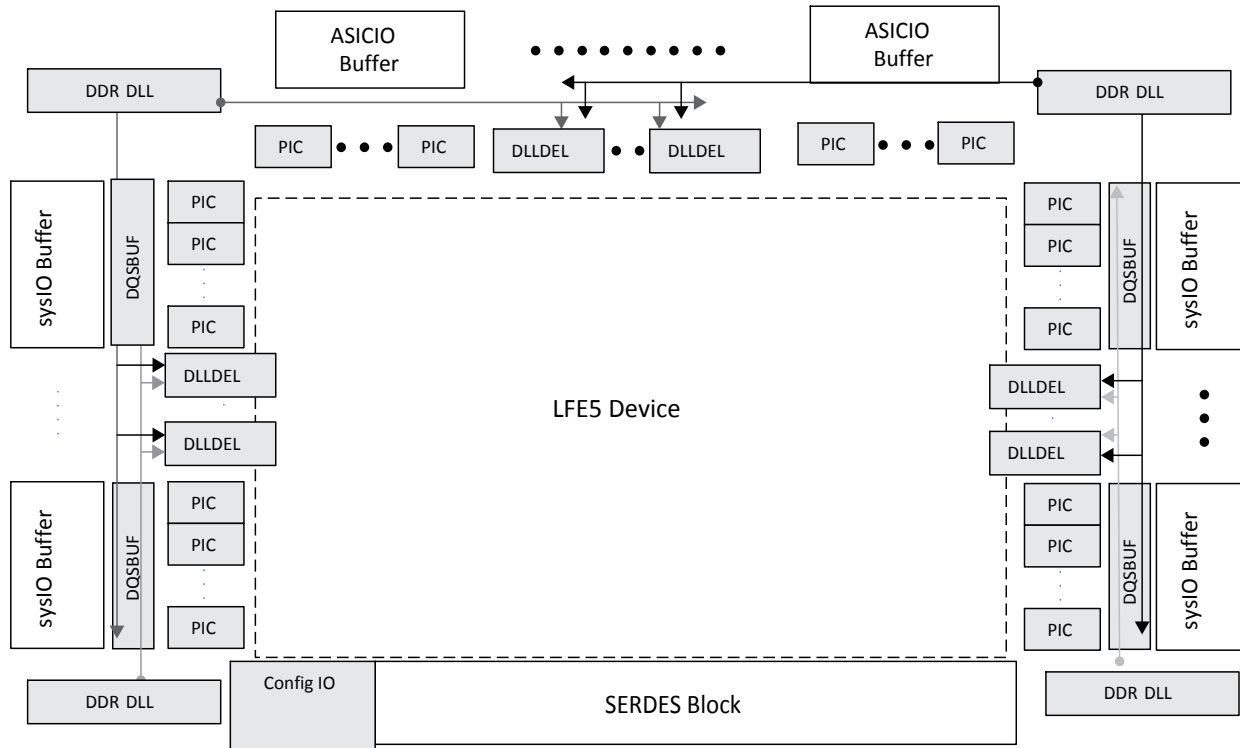 ASICIO
Buffer
ASICIO
Buffer
DDR DLL
DDR DLL
PIC
PIC
DLLDEL
DLLDEL
PIC
PIC
sysIO Buffer
DQSBUF
PIC
PIC
PIC
DLLDEL
DLLDEL
sysIO Buffer
DQSBUF
PIC
PIC
PIC
DDR DLL
LFE5 Device
PIC
PIC
PIC
DQSBUF
sysIO Buffer
DLLDEL
DLLDEL
PIC
PIC
PIC
DQSBUF
sysIO Buffer
DDR DLL
Config IO
SERDES Block